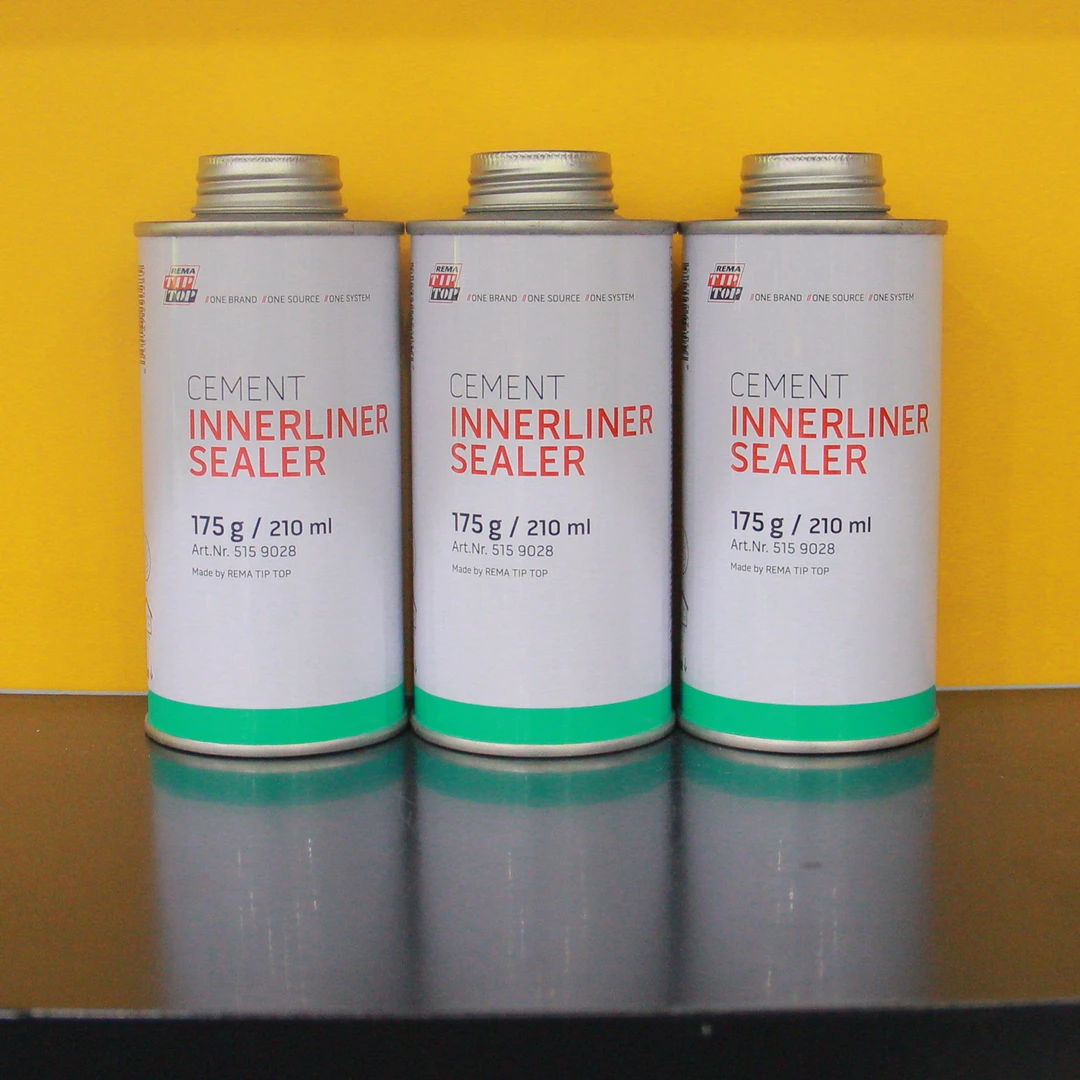 REMA
TIP
TOP
//ONE BRAND //ONE SOURCE //ONE SYSTEM
CEMENT
INNERLINER
SEALER
175 g / 210 ml
Art.Nr. 515 9028
Made by REMA TIP TOP
REMA
TIP
TOP
//ONE BRAND //ONE SOURCE //ONE SYSTEM
CEMENT
INNERLINER
SEALER
175 g / 210 ml
Art.Nr. 515 9028
Made by REMA TIP TOP
REMA
TIP
TOP
//ONE BRAND //ONE SOURCE //ONE SYSTEM
CEMENT
INNERLINER
SEALER
175 g / 210 ml
Art.Nr. 515 9028
Made by REMA TIP TOP